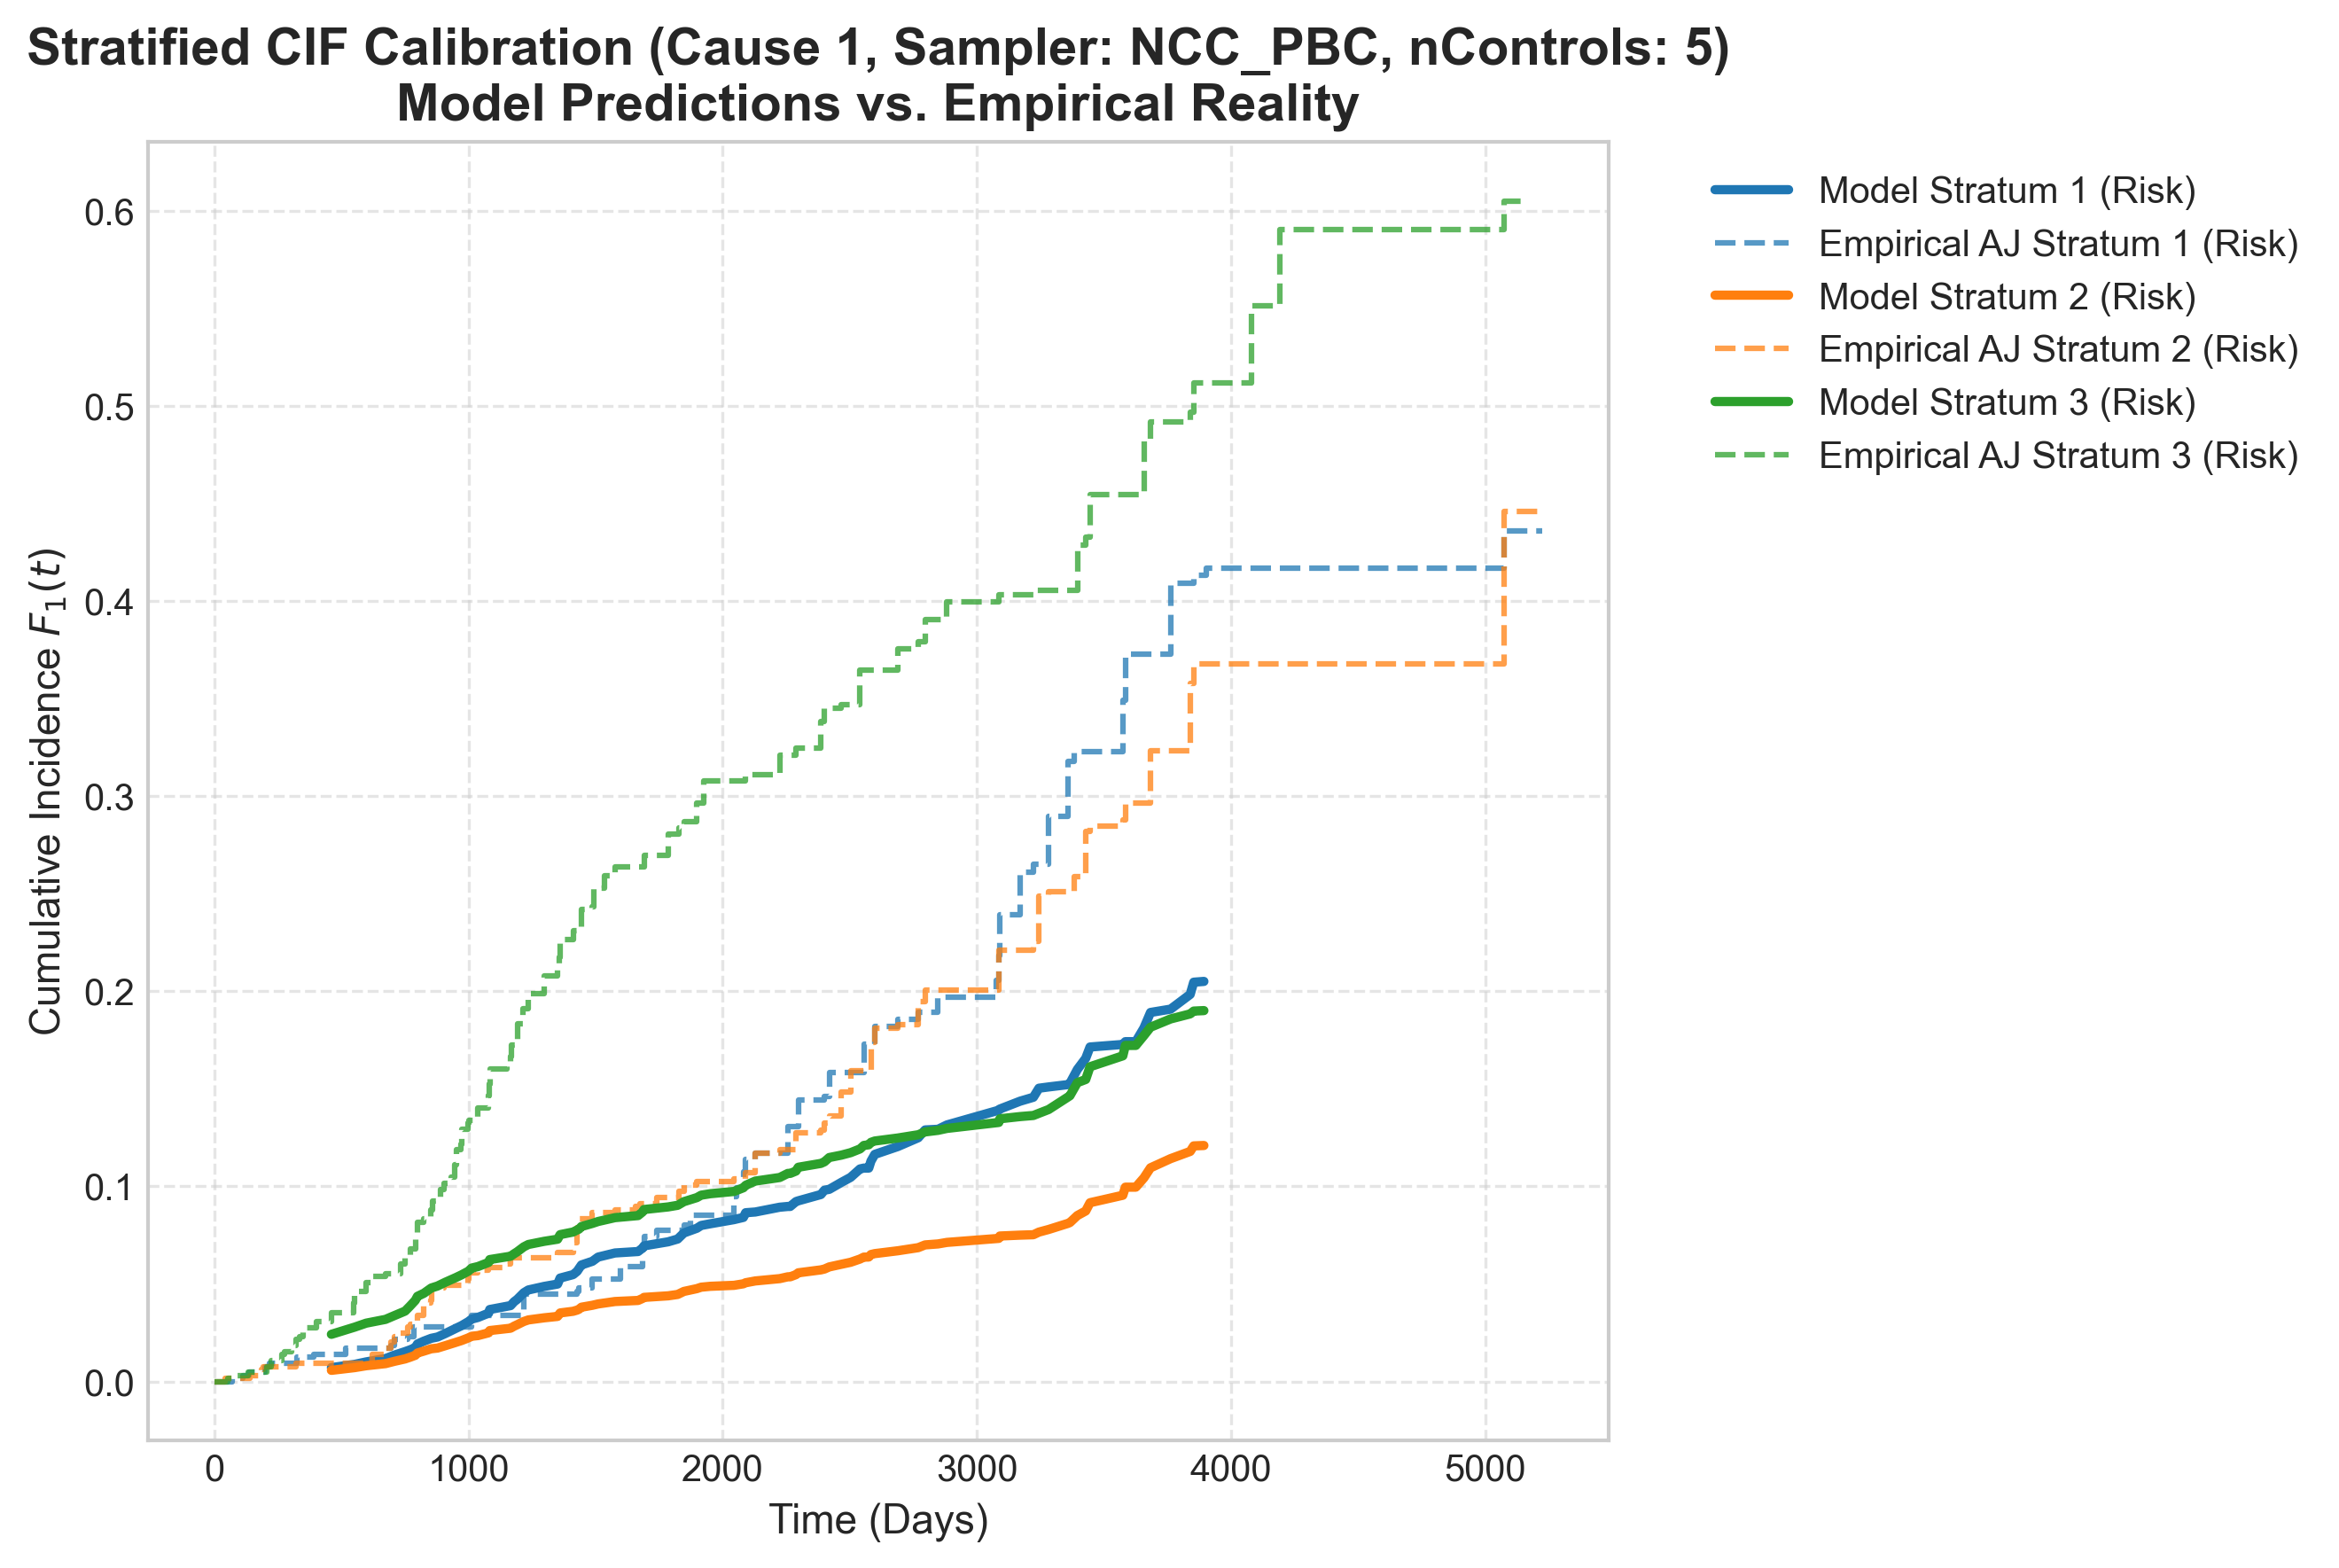 Stratified CIF Calibration (Cause 1, Sampler: NCC_PBC, nControls: 5)
Model Predictions vs. Empirical Reality
Model Stratum 1 (Risk)
Empirical AJ Stratum 1 (Risk)
Model Stratum 2 (Risk)
Empirical AJ Stratum 2 (Risk)
Model Stratum 3 (Risk)
Empirical AJ Stratum 3 (Risk)
Cumulative Incidence F₁(t)
0.6
0.5
0.4
0.3
0.2
0.1
0.0
0
1000
2000
3000
4000
5000
Time (Days)